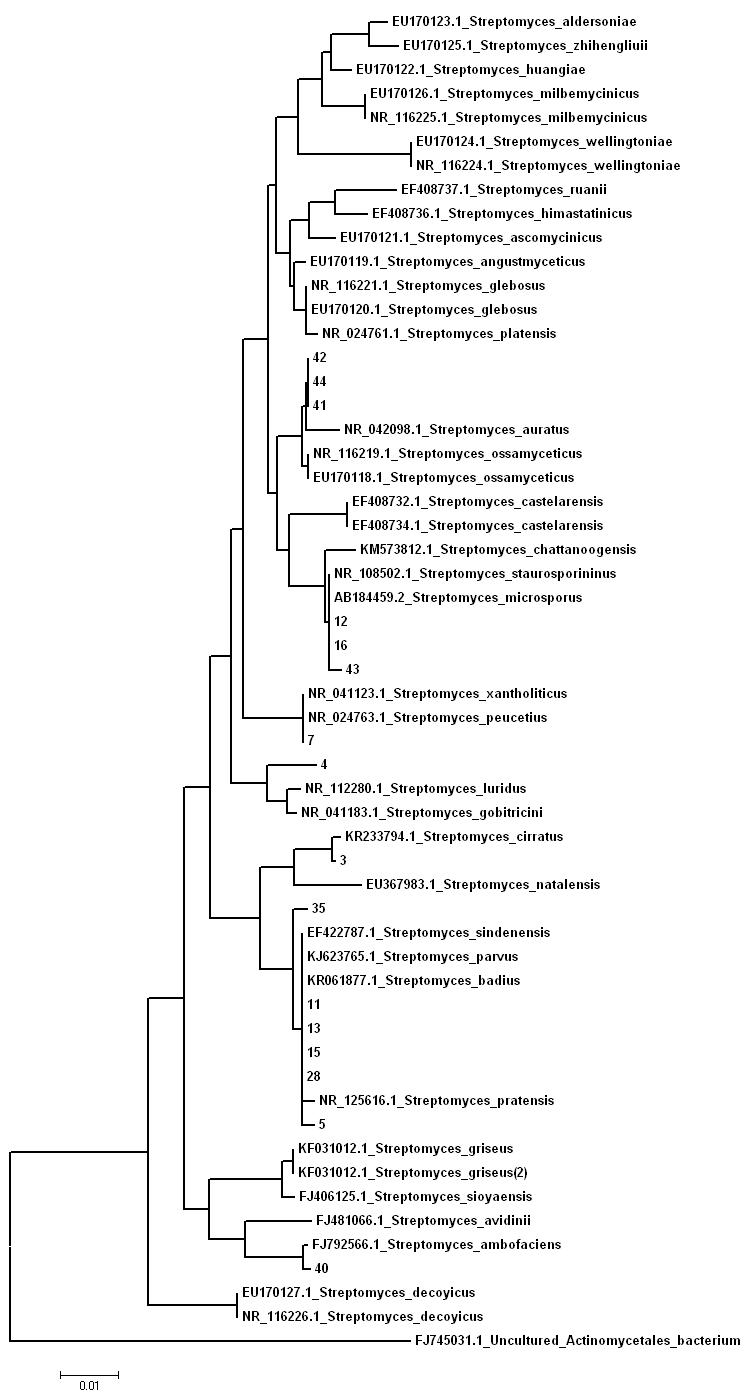 EU170123.1_Streptomyces_aldersoniae
EU170125.1_Streptomyces_zhihengliuii
EU170122.1_Streptomyces_huangiae
EU170126.1_Streptomyces_milbemycinicus
NR_116225.1_Streptomyces_milbemycinicus
EU170124.1_Streptomyces_wellingtoniae
NR_116224.1_Streptomyces_wellingtoniae
EF408737.1_Streptomyces_ruanii
EF408736.1_Streptomyces_himastatinicus
EU170121.1_Streptomyces_ascomycinicus
EU170119.1_Streptomyces_angustmyceticus
NR_116221.1_Streptomyces_glebosus
EU170120.1_Streptomyces_glebosus
NR_024761.1_Streptomyces_platensis
42
44
41
NR_042098.1_Streptomyces_auratus
NR_116219.1_Streptomyces_ossamyceticus
EU170118.1_Streptomyces_ossamyceticus
EF408732.1_Streptomyces_castelarensis
EF408734.1_Streptomyces_castelarensis
KM573812.1_Streptomyces_chattanoogensis
NR_108502.1_Streptomyces_staurosporininus
AB184459.2_Streptomyces_microsporus
12
16
43
NR_041123.1_Streptomyces_xantholiticus
NR_024763.1_Streptomyces_peucetius
7
4
NR_112280.1_Streptomyces_luridus
NR_041183.1_Streptomyces_gobitricini
KR233794.1_Streptomyces_cirratus
3
EU367983.1_Streptomyces_natalensis
35
EF422787.1_Streptomyces_sindenensis
KJ623765.1_Streptomyces_parvus
KR061877.1_Streptomyces_badius
11
13
15
28
NR_125616.1_Streptomyces_pratensis
5
KF031012.1_Streptomyces_griseus
KF031012.1_Streptomyces_griseus(2)
FJ406125.1_Streptomyces_sioyaensis
FJ481066.1_Streptomyces_avidinii
FJ792566.1_Streptomyces_ambofaciens
40
EU170127.1_Streptomyces_decoyicus
NR_116226.1_Streptomyces_decoyicus
FJ745031.1_Uncultured_Actinomycetales_bacterium
0.01